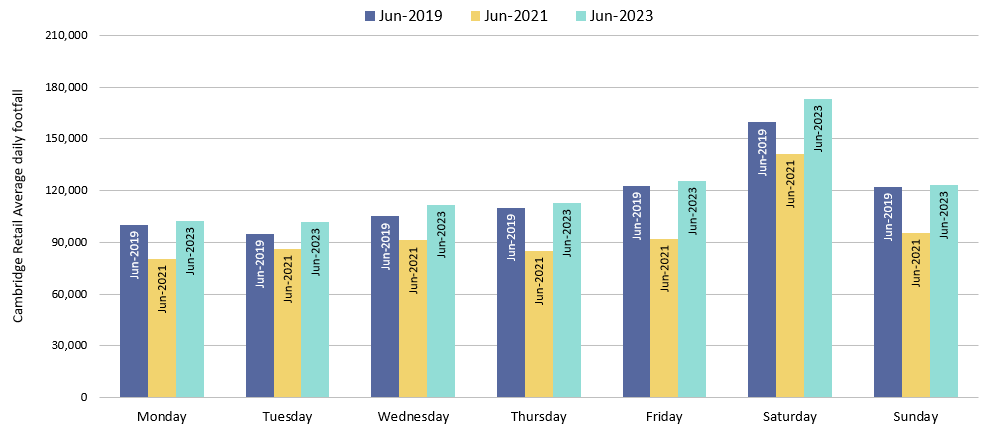 Jun-2019 Jun-2021 Jun-2023
Cambridge Retail Average daily footfall
210,000
180,000
150,000
120,000
90,000
60,000
30,000
0
Jun-2019
Jun-2021
Jun-2023
Jun-2019
Jun-2021
Jun-2023
Jun-2019
Jun-2021
Jun-2023
Jun-2019
Jun-2021
Jun-2023
Jun-2019
Jun-2021
Jun-2023
Jun-2019
Jun-2021
Jun-2023
Jun-2019
Jun-2021
Jun-2023
Monday Tuesday Wednesday Thursday Friday Saturday Sunday